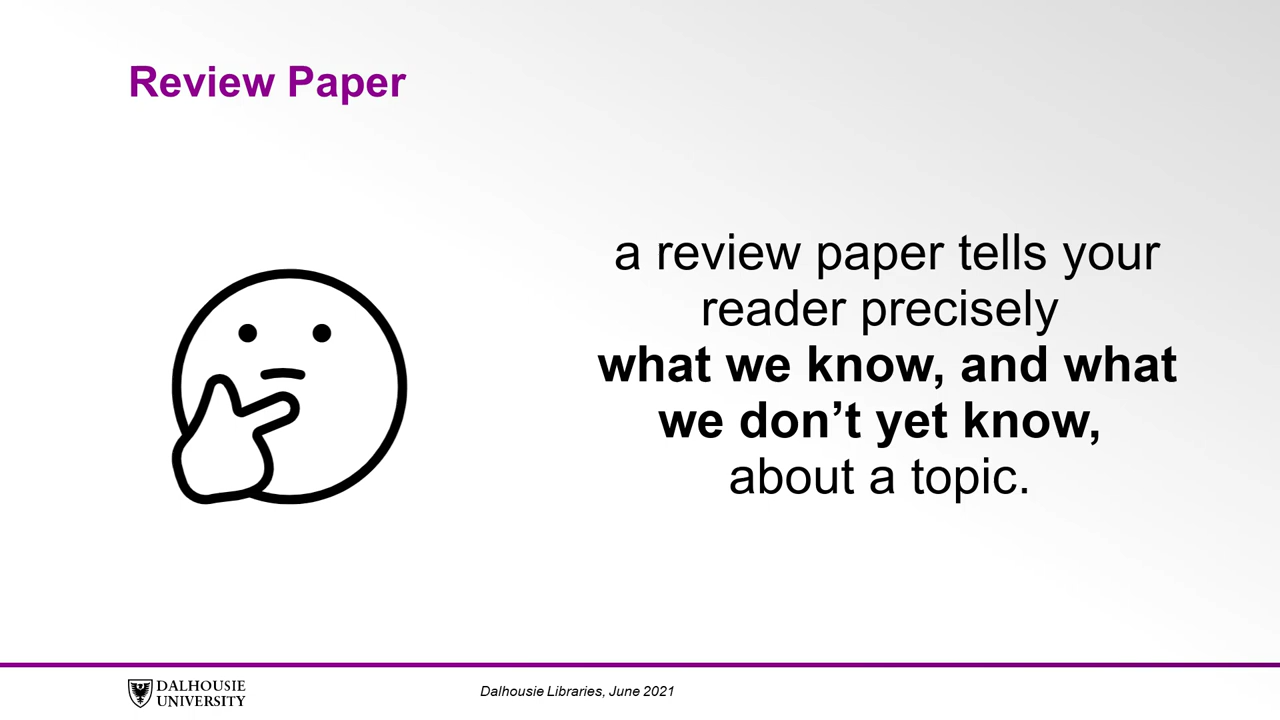 Review Paper
a review paper tells your
reader precisely
what we know, and what
we don’t yet know,
about a topic.
DALHOUSIE
UNIVERSITY
Dalhousie Libraries, June 2021